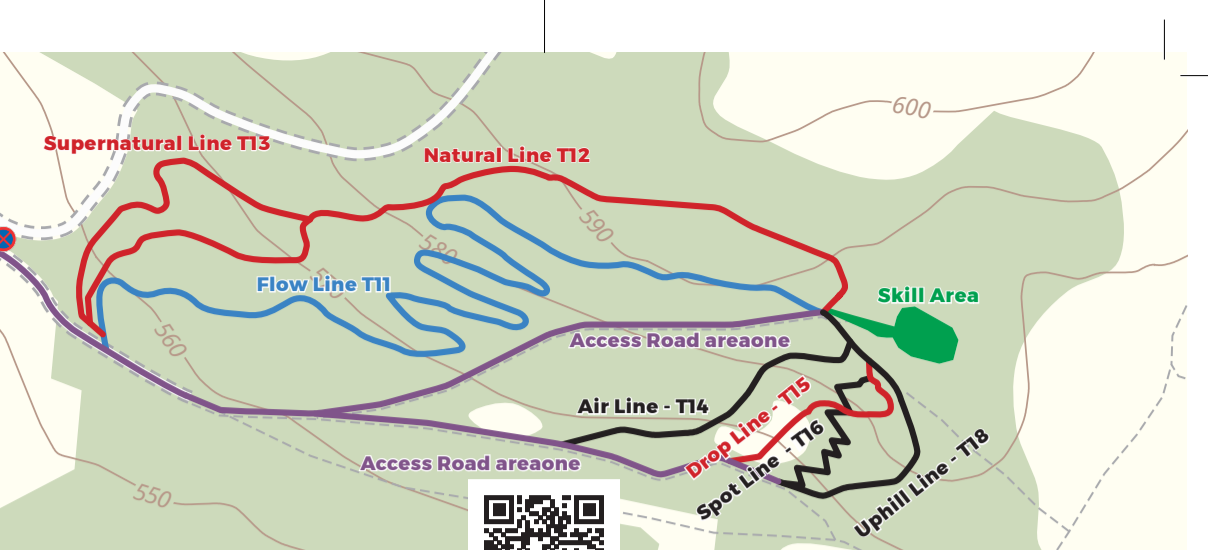 600
Supernatural Line T13
Natural Line T12
590
580
Flow Line T11
Skill Area
560
Access Road areaone
Air Line - T14
Drop Line - T15
Spot Line - T16
Uphill Line - T18
Access Road areaone
550